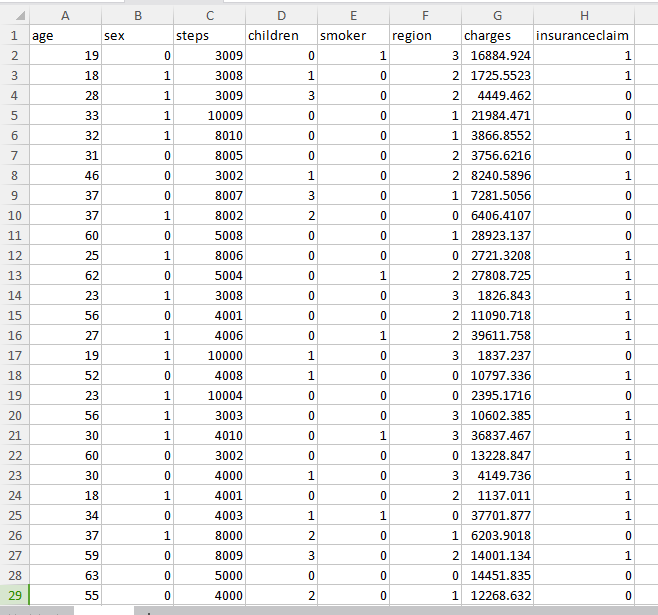 A B C D E F G H
1 age sex steps children smoker region charges insuranceclaim
2 19 0 3009 0 1 3 16884.924 1
3 18 1 3008 1 0 2 1725.5523 1
4 28 1 3009 3 0 2 4449.462 0
5 33 1 10009 0 0 1 21984.471 0
6 32 1 8010 0 0 1 3866.8552 1
7 31 0 8005 0 0 2 3756.6216 0
8 46 0 3002 1 0 2 8240.5896 1
9 37 0 8007 3 0 1 7281.5056 0
10 37 1 8002 2 0 0 6406.4107 0
11 60 0 5008 0 0 1 28923.137 0
12 25 1 8006 0 0 0 2721.3208 1
13 62 0 5004 0 1 2 27808.725 1
14 23 1 3008 0 0 3 1826.843 1
15 56 0 4001 0 0 2 11090.718 1
16 27 1 4006 0 1 2 39611.758 1
17 19 1 10000 1 0 3 1837.237 0
18 52 0 4008 1 0 0 10797.336 1
19 23 1 10004 0 0 0 2395.1716 0
20 56 1 3003 0 0 3 10602.385 1
21 30 1 4010 0 1 3 36837.467 1
22 60 0 3002 0 0 0 13228.847 1
23 30 0 4000 1 0 3 4149.736 1
24 18 1 4001 0 0 2 1137.011 1
25 34 0 4003 1 1 0 37701.877 1
26 37 1 8000 2 0 1 6203.9018 0
27 59 0 8009 3 0 2 14001.134 1
28 63 0 5000 0 0 0 14451.835 0
29 55 0 4000 2 0 1 12268.632 0